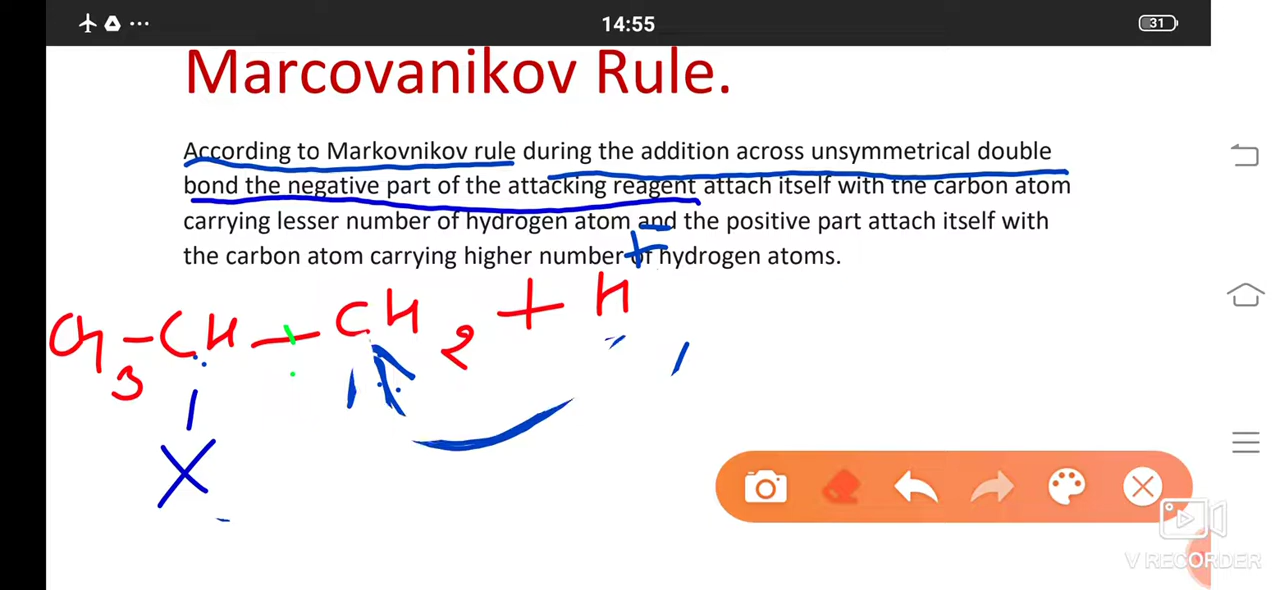 14:55
31
Marcovanikov Rule.
According to Markovnikov rule during the addition across unsymmetrical double
bond the negative part of the attacking reagent attach itself with the carbon atom
carrying lesser number of hydrogen atom and the positive part attach itself with
the carbon atom carrying higher number of hydrogen atoms.
CH3-CH-CH2 + H+
X
V RECORDER